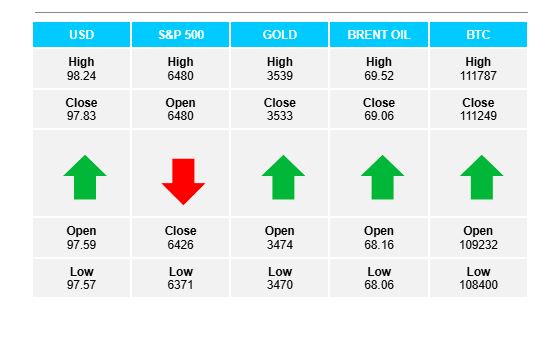 USD S&P 500 GOLD BRENT OIL BTC
High High High High High
98.24 6480 3539 69.52 111787
Close Open Close Close Close
97.83 6480 3533 69.06 111249
Open Close Open Open Open
97.59 6426 3474 68.16 109232
Low Low Low Low Low
97.57 6371 3470 68.06 108400